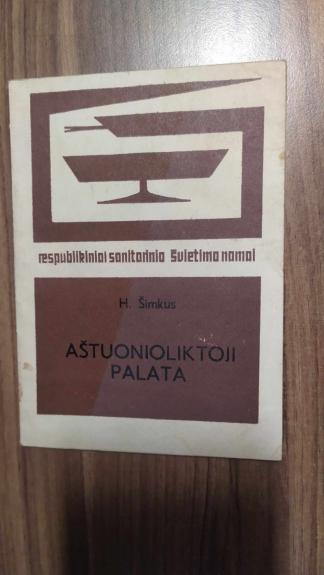 respublikiniai sanitarinio švietimo namai
H. Šimkus
AŠTUONIOLIKTOJI
PALATA